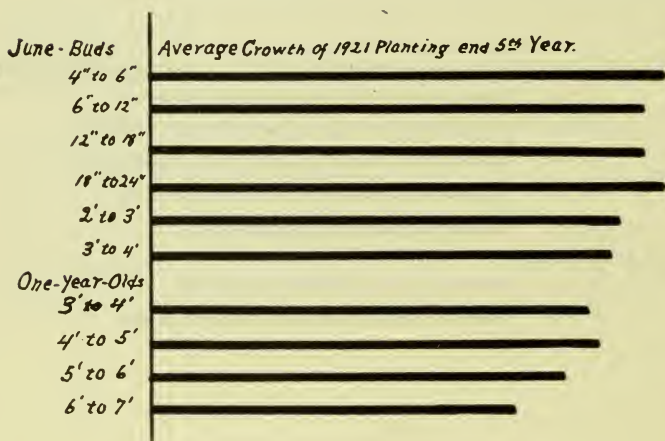 June-Buds
Average Growth of 1921 Planting end 5th Year.
4" to 6"
6" to 12"
12" to 18"
18" to 24"
2' to 3'
3' to 4'
One-Year-Olds
3' to 4'
4' to 5'
5' to 6'
6' to 7'